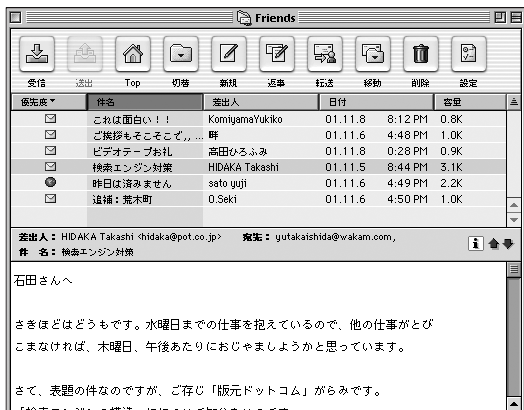 Friends
受信 送出 Top 切替 新規 返事 転送 移動 削除 設定
優先度 件名 差出人 日付 容量
これは面白い！！ KomiyamaYukiko 01.11.8 8:12 PM 0.8K
ご挨拶もそこそこで,, ... 畔 01.11.6 4:48 PM 1.0K
ビデオテープお礼 高田ひろふみ 01.11.8 0:28 PM 0.9K
検索エンジン対策 HIDAKA Takashi 01.11.5 8:44 PM 3.1K
昨日は済みません sato yuji 01.11.6 4:49 PM 2.2K
追補：荒木町 O.Seki 01.11.6 4:50 PM 1.0K
差出人： HIDAKA Takashi <hidaka@pot.co.jp> 宛先： yutakaishida@wakam.com,
件 名： 検索エンジン対策
石田さんへ
さきほどはどうもです。水曜日までの仕事を抱えているので、他の仕事がとび
こまなければ、木曜日、午後あたりにおじゃましようかと思っています。
さて、表題の件なのですが、ご存じ「版元ドットコム」がらみです。